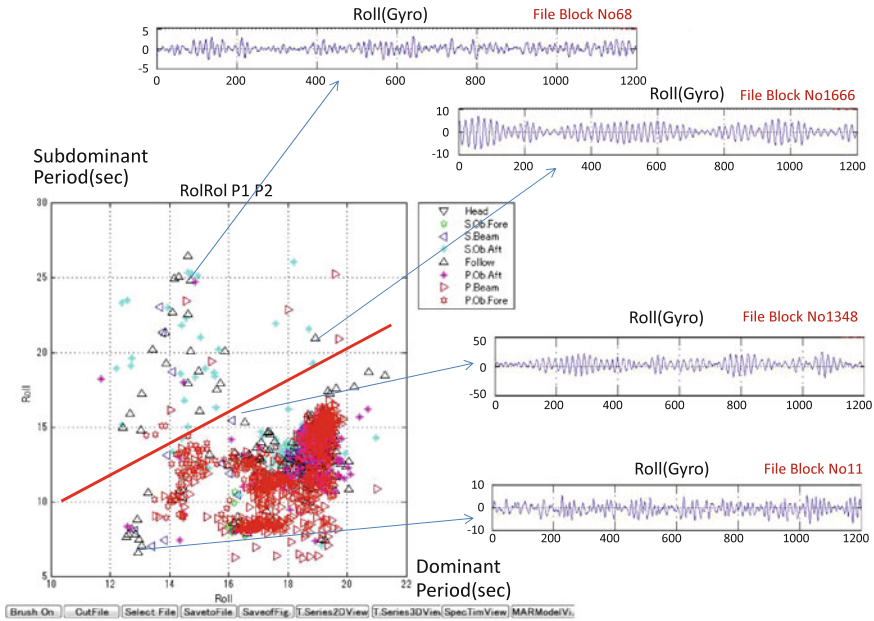 Roll(Gyro) File Block No68
5
0
-5
0 200 400 600 800 1000 1200
Roll(Gyro) File Block No1666
10
0
-10
0 200 400 600 800 1000 1200
Subdominant
Period(sec)
RolRol P1 P2
30
25
20
15
10
5
Roll
10 12 14 16 18 20 22
Roll
Head
S.Ob.Fore
S.Beam
S.Ob.Aft
Follow
P.Ob.Aft
P.Beam
P.Ob.Fore
Roll(Gyro) File Block No1348
50
0
-50
0 200 400 600 800 1000 1200
Roll(Gyro) File Block No11
10
0
-10
0 200 400 600 800 1000 1200
Dominant
Period(sec)
Brush On CutFile Select File SavetoFile SaveofFig. T.Series2DView T.Series3DView SpecTimView MARModelVi.